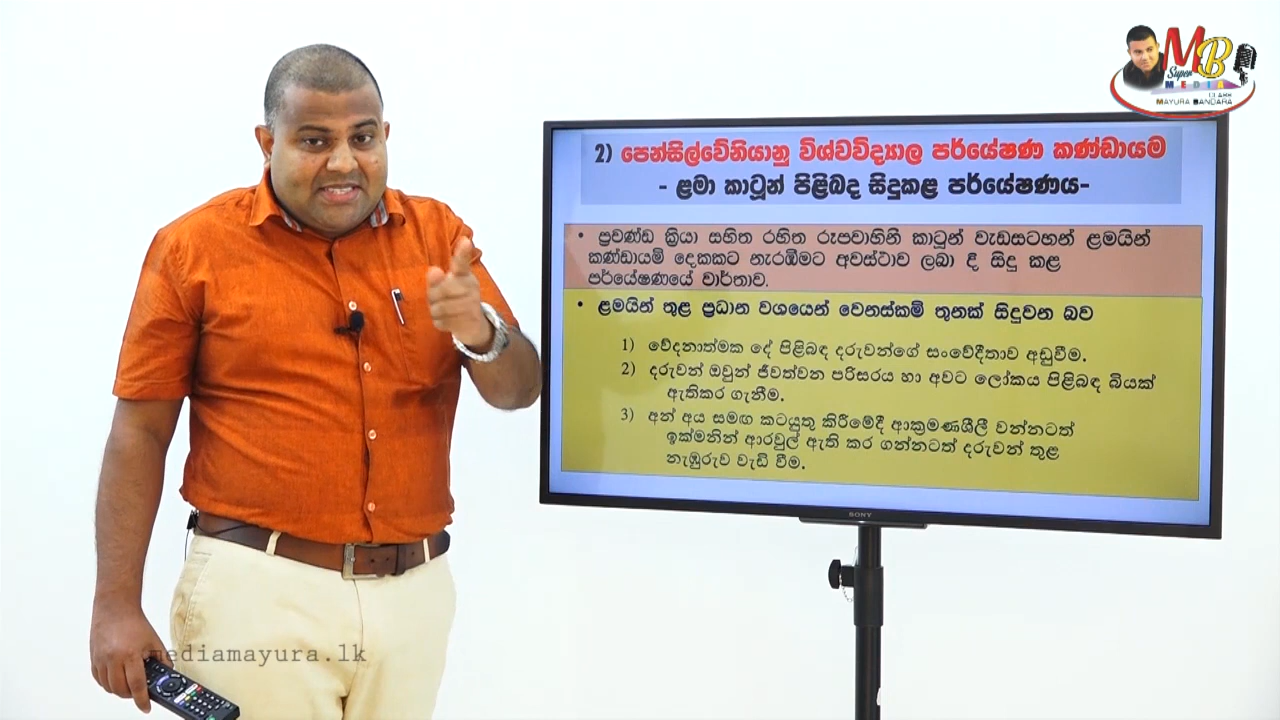 MB
Super
MEDIA
CLASS
MAYURA BANDARA
2) පෙන්සිල්වේනියානු විශ්වවිද්‍යාල පර්යේෂණ කණ්ඩායම
- ළමා කාටූන් පිළිබඳ සිදුකළ පර්යේෂණය-
• ප්‍රචණ්ඩ ක්‍රියා සහිත රහිත රූපවාහිනී කාටූන් වැඩසටහන් ළමයින්
කණ්ඩායම් දෙකකට නැරඹීමට අවස්ථාව ලබා දී සිදු කළ
පර්යේෂණයේ වාර්තාව.
• ළමයින් තුළ ප්‍රධාන වශයෙන් වෙනස්කම් තුනක් සිදුවන බව
1) වේදනාත්මක දේ පිළිබඳ දරුවන්ගේ සංවේදීතාව අඩුවීම.
2) දරුවන් ඔවුන් ජීවත්වන පරිසරය හා අවට ලෝකය පිළිබඳ බියක්
ඇතිකර ගැනීම.
3) අන් අය සමඟ කටයුතු කිරීමේදී ආක්‍රමණශීලී වන්නටත්
ඉක්මනින් ආරවුල් ඇති කර ගන්නටත් දරුවන් තුළ
නැඹුරුව වැඩි වීම.
SONY
mediamayura.lk